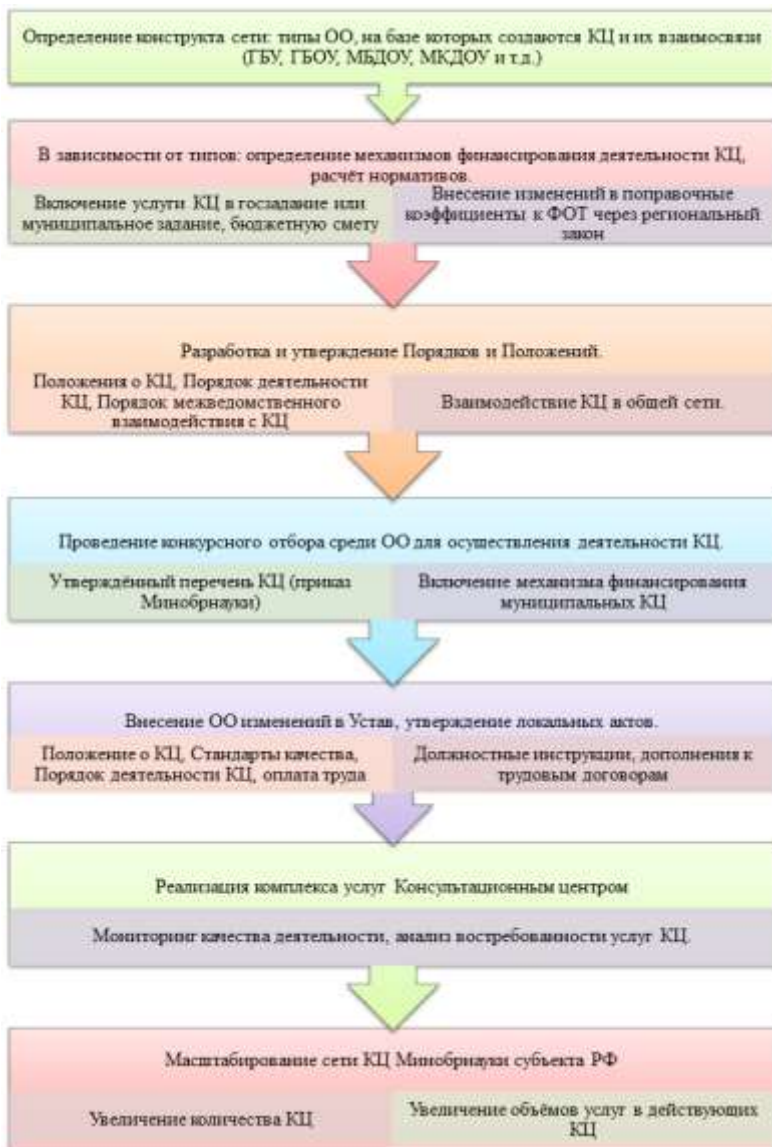 Определение конструкта сети: типы ОО, на базе которых создаются КЦ и их взаимосвязи
(ГБУ, ГБОУ, МБДОУ, МКДОУ и т.д.)
В зависимости от типов: определение механизмов финансирования деятельности КЦ,
расчёт нормативов.
Включение услуги КЦ в госзадание или
муниципальное задание, бюджетную смету
Внесение изменений в поправочные
коэффициенты к ФОТ через региональный
закон
Разработка и утверждение Порядков и Положений.
Положения о КЦ, Порядок деятельности
КЦ, Порядок межведомственного
взаимодействия с КЦ
Взаимодействие КЦ в общей сети.
Проведение конкурсного отбора среди ОО для осуществления деятельности КЦ.
Утверждённый перечень КЦ (приказ
Минобрнауки)
Включение механизма финансирования
муниципальных КЦ
Внесение ОО изменений в Устав, утверждение локальных актов.
Положение о КЦ, Стандарты качества,
Порядок деятельности КЦ, оплата труда
Должностные инструкции, дополнения к
трудовым договорам
Реализация комплекса услуг Консультационным центром
Мониторинг качества деятельности, анализ востребованности услуг КЦ.
Масштабирование сети КЦ Минобрнауки субъекта РФ
Увеличение количества КЦ
Увеличение объёмов услуг в действующих
КЦ